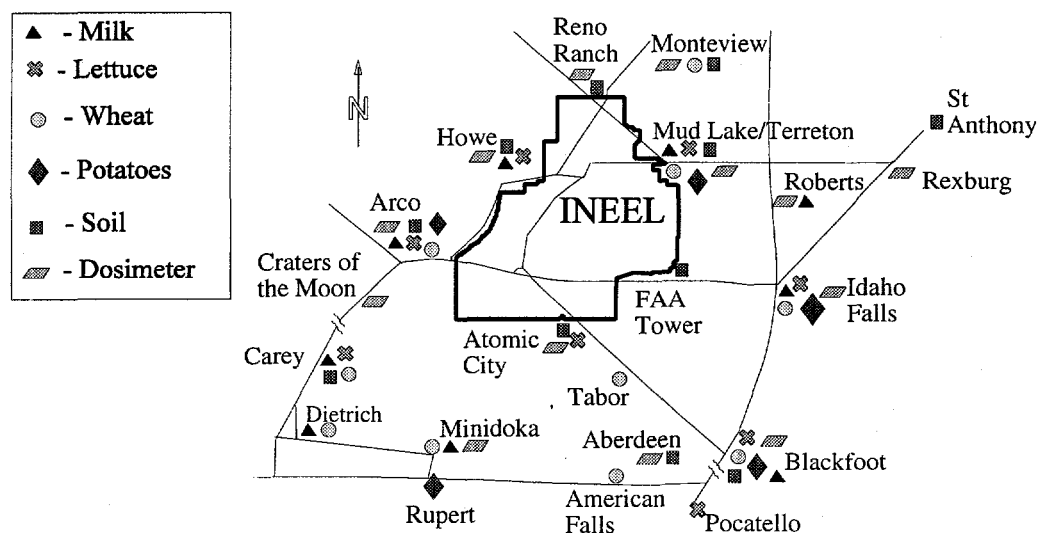 - Milk
- Lettuce
- Wheat
- Potatoes
- Soil
- Dosimeter
N
Reno
Ranch
Monteview
St
Anthony
Howe
Mud Lake/Terreton
Roberts
Rexburg
Arco
INEEL
Craters of
the Moon
FAA
Tower
Idaho
Falls
Atomic
City
Carey
Tabor
Dietrich
Minidoka
Aberdeen
Blackfoot
American
Falls
Rupert
Pocatello